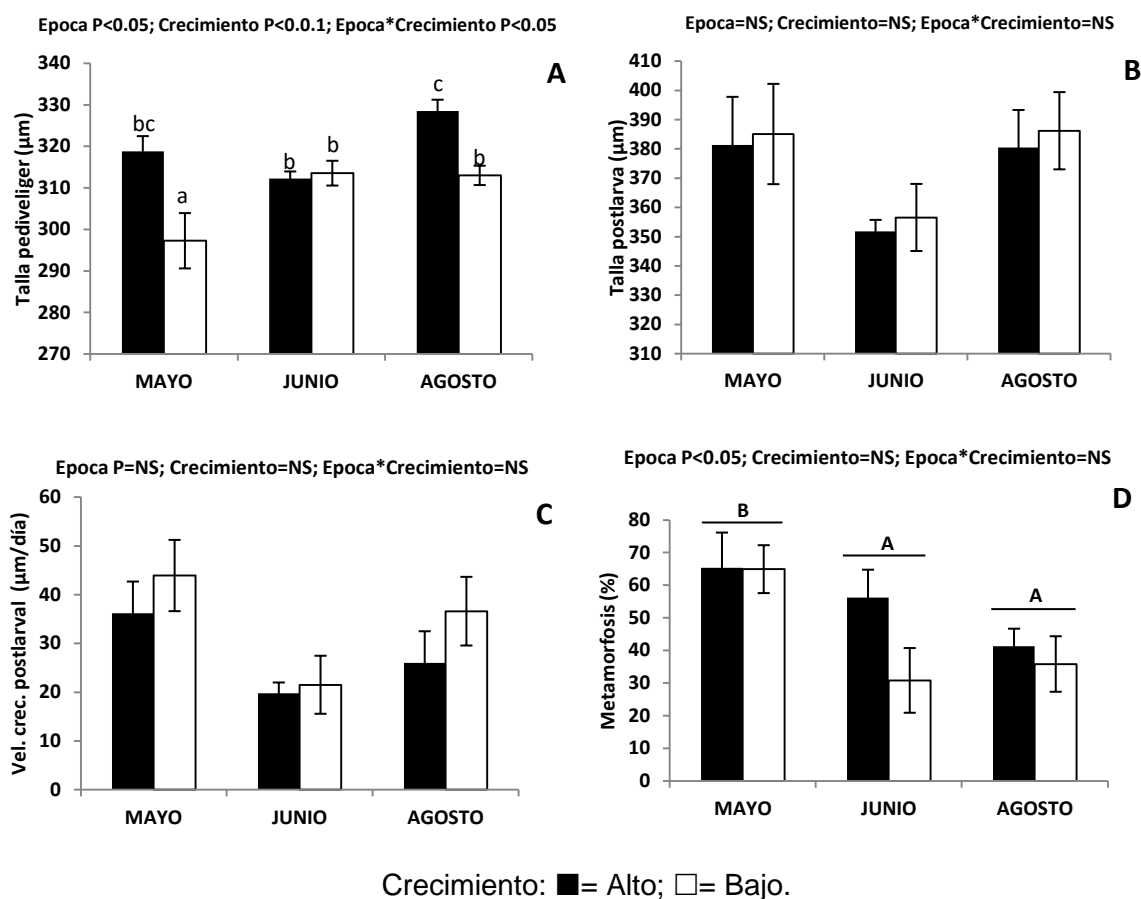 Epoca P<0.05; Crecimiento P<0.0.1; Epoca*Crecimiento P<0.05
A
Talla pediveliger (µm)
340
330
320
310
300
290
280
270
bc
a
b
b
c
b
MAYO
JUNIO
AGOSTO
Epoca=NS; Crecimiento=NS; Epoca*Crecimiento=NS
B
Talla postlarva (µm)
410
400
390
380
370
360
350
340
330
320
310
MAYO
JUNIO
AGOSTO
Epoca P=NS; Crecimiento=NS; Epoca*Crecimiento=NS
C
Vel. crec. postlarval (µm/día)
60
50
40
30
20
10
0
MAYO
JUNIO
AGOSTO
Epoca P<0.05; Crecimiento=NS; Epoca*Crecimiento=NS
D
Metamorfosis (%)
80
70
60
50
40
30
20
10
0
B
A
A
MAYO
JUNIO
AGOSTO
Crecimiento: ■= Alto; □= Bajo.